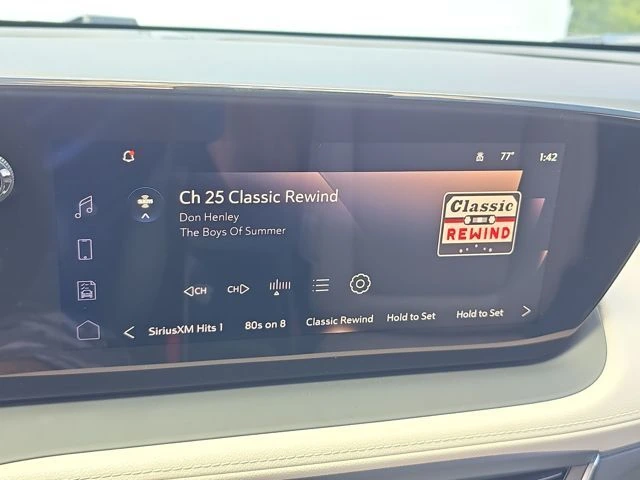 77° 1:42
Ch 25 Classic Rewind
Don Henley
The Boys Of Summer
Classic
REWIND
CH CH
SiriusXM Hits 1 80s on 8 Classic Rewind Hold to Set Hold to Set